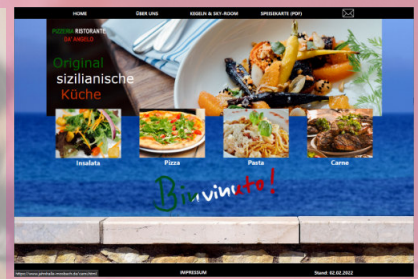 HOME
ÜBER UNS
KEGELN & SKY-ROOM
SPEISEKARTE (PDF)
PIZZERIA RISTORANTE
DA' ANGELO
Original
sizilianische
Küche
Insalata
Pizza
Pasta
Carne
Binvinuto!
IMPRESSUM
Stand: 02.02.2022